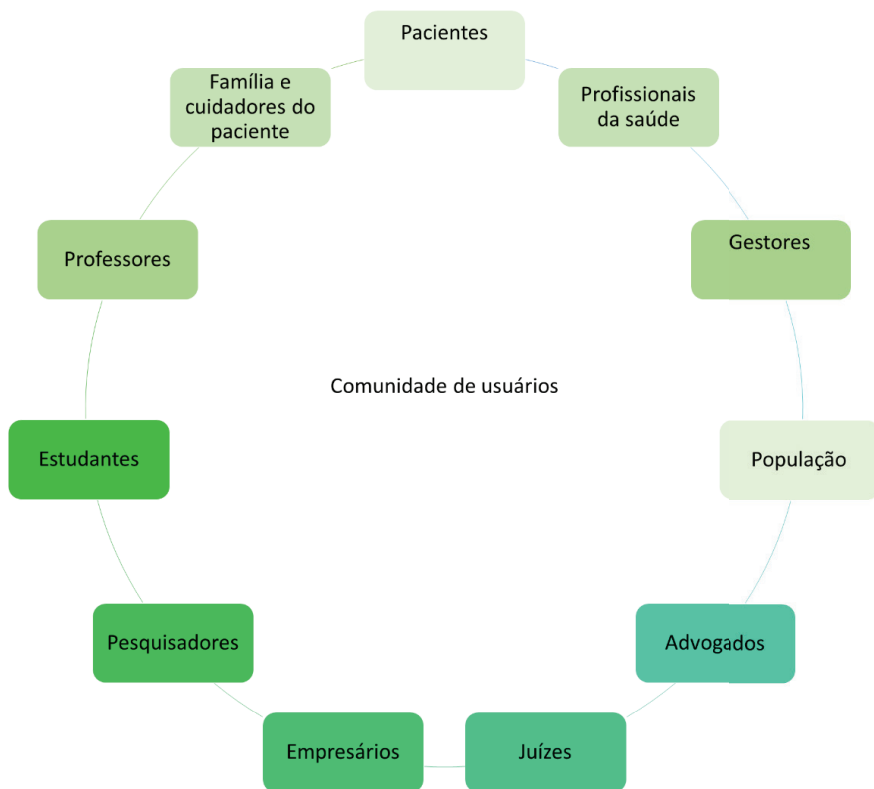 Pacientes
Família e
cuidadores do
paciente
Profissionais
da saúde
Professores
Gestores
Comunidade de usuários
Estudantes
População
Pesquisadores
Advogados
Empresários
Juízes